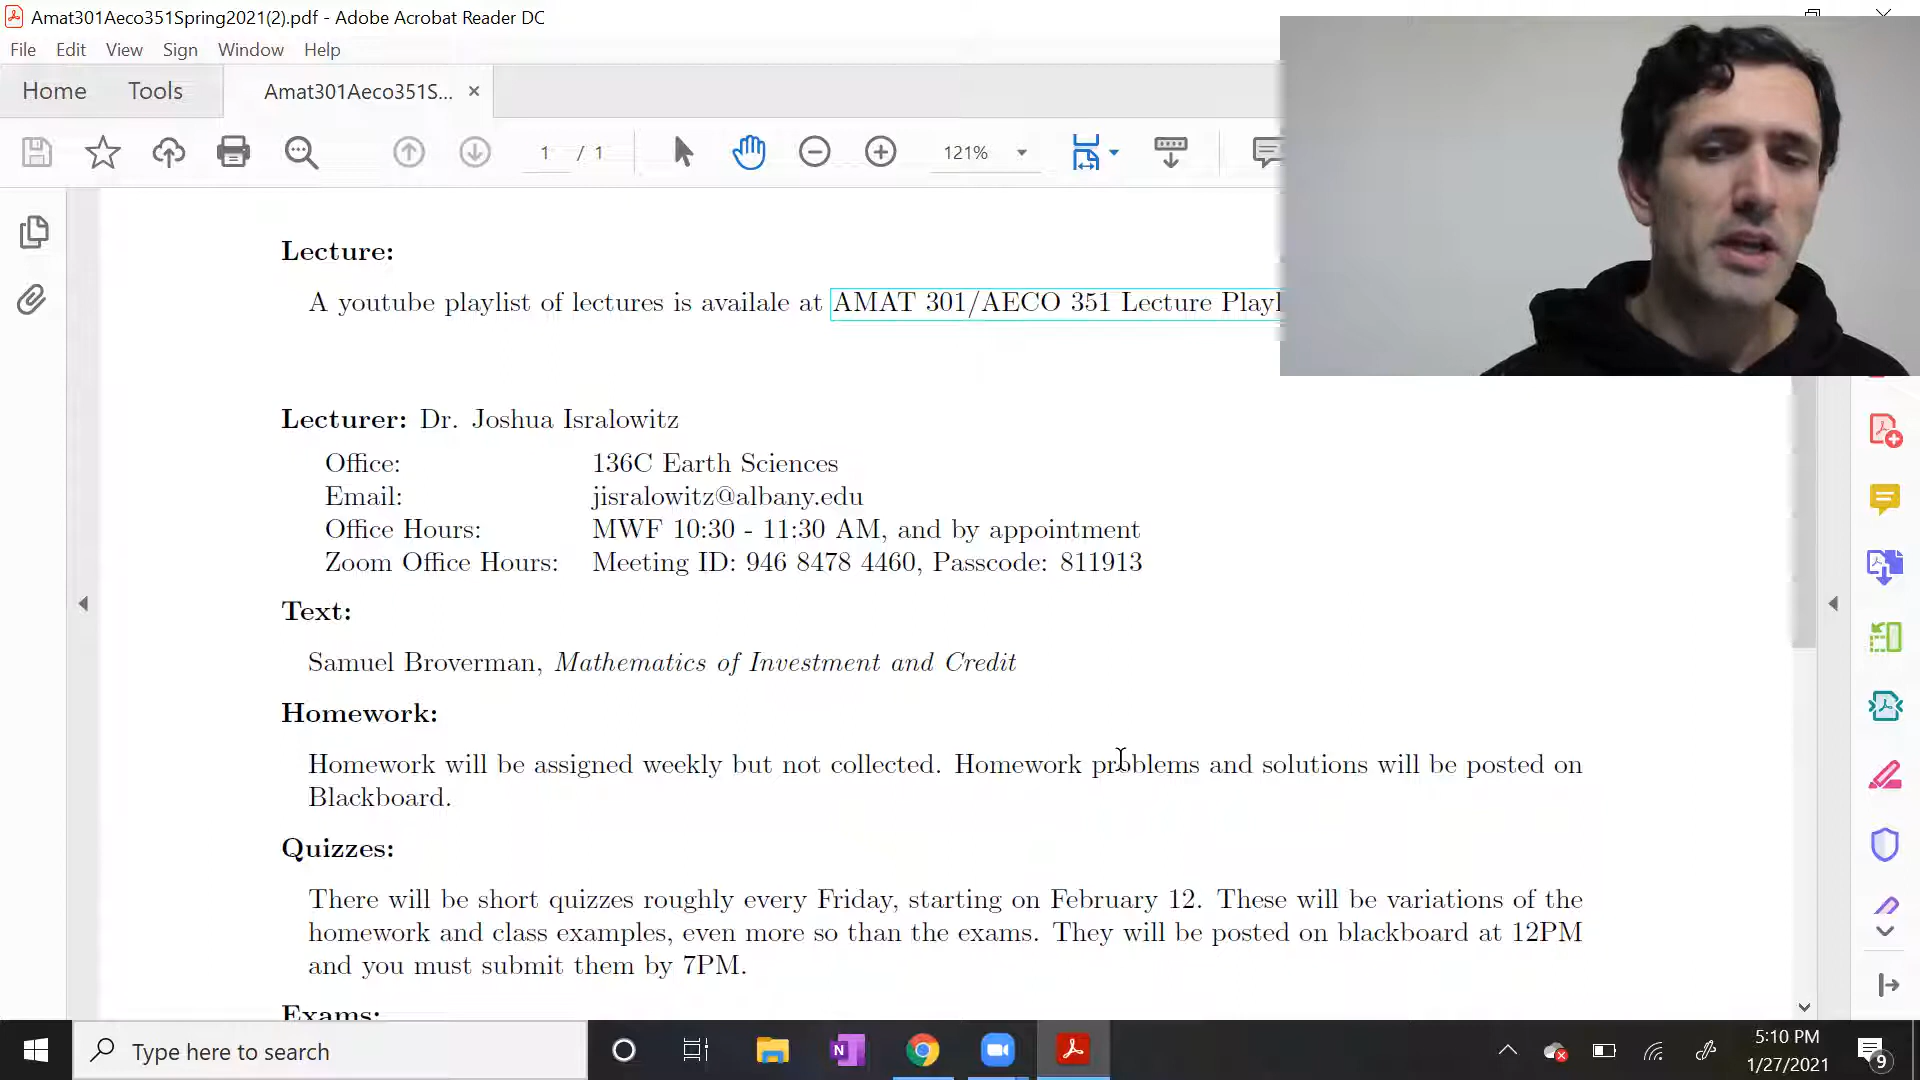 Amat301Aeco351Spring2021(2).pdf - Adobe Acrobat Reader DC
File Edit View Sign Window Help
Home Tools Amat301Aeco351S... ×
1 / 1 121%
Lecture:
A youtube playlist of lectures is availale at AMAT 301/AECO 351 Lecture Playl
Lecturer: Dr. Joshua Isralowitz
Office: 136C Earth Sciences
Email: jisralowitz@albany.edu
Office Hours: MWF 10:30 - 11:30 AM, and by appointment
Zoom Office Hours: Meeting ID: 946 8478 4460, Passcode: 811913
Text:
Samuel Broverman, Mathematics of Investment and Credit
Homework:
Homework will be assigned weekly but not collected. Homework problems and solutions will be posted on
Blackboard.
Quizzes:
There will be short quizzes roughly every Friday, starting on February 12. These will be variations of the
homework and class examples, even more so than the exams. They will be posted on blackboard at 12PM
and you must submit them by 7PM.
Exams:
Type here to search
N
5:10 PM
1/27/2021
9